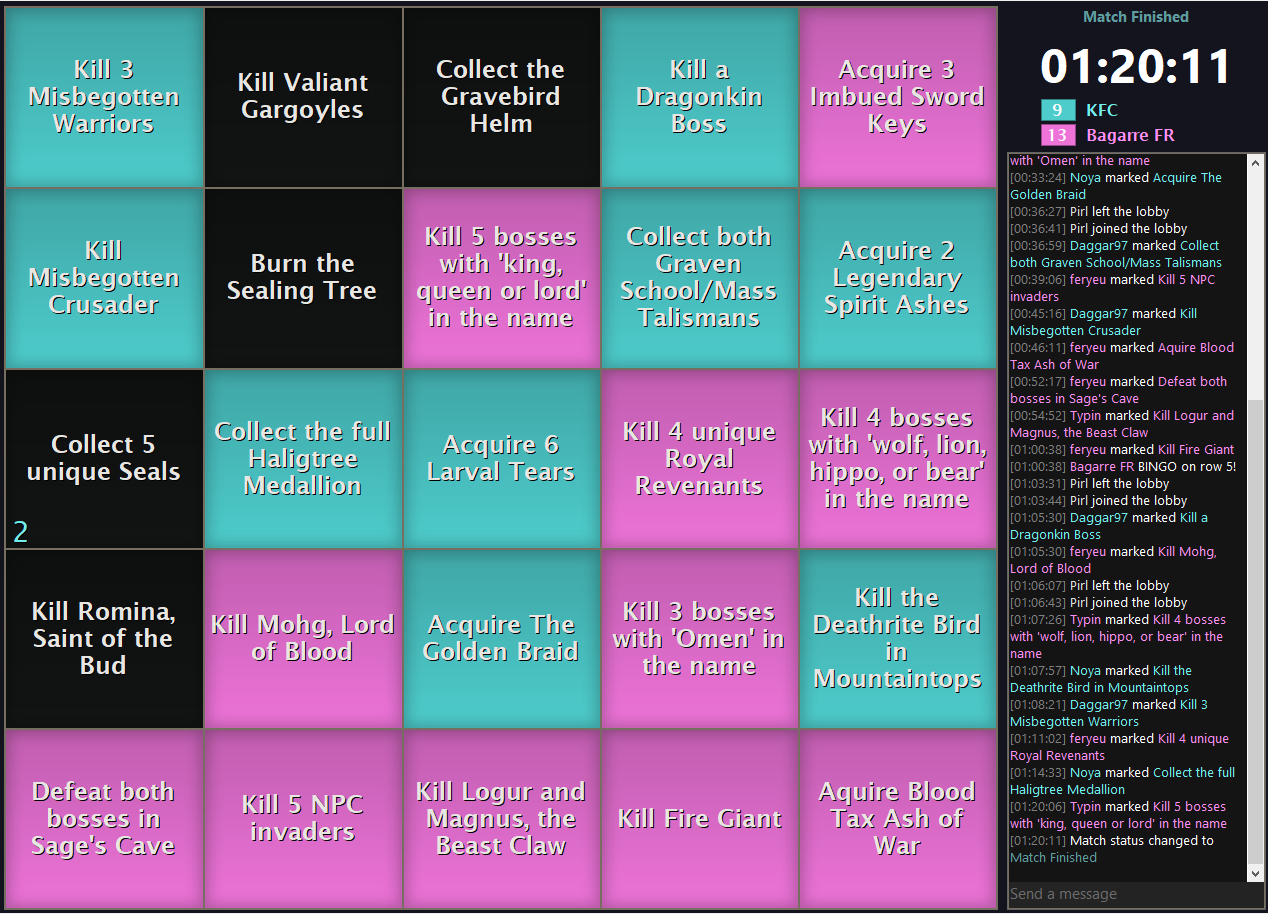 Kill 3
Misbegotten
Warriors
Kill Valiant
Gargoyles
Collect the
Gravebird
Helm
Kill a
Dragonkin
Boss
Acquire 3
Imbued Sword
Keys
Kill
Misbegotten
Crusader
Burn the
Sealing Tree
Kill 5 bosses
with 'king,
queen or lord'
in the name
Collect both
Graven
School/Mass
Talismans
Acquire 2
Legendary
Spirit Ashes
Collect 5
unique Seals
2
Collect the full
Haligtree
Medallion
Acquire 6
Larval Tears
Kill 4 unique
Royal
Revenants
Kill 4 bosses
with 'wolf, lion,
hippo, or bear'
in the name
Kill Romina,
Saint of the
Bud
Kill Mohg, Lord
of Blood
Acquire The
Golden Braid
Kill 3 bosses
with 'Omen' in
the name
Kill the
Deathrite Bird
in
Mountaintops
Defeat both
bosses in
Sage's Cave
Kill 5 NPC
invaders
Kill Logur and
Magnus, the
Beast Claw
Kill Fire Giant
Aquire Blood
Tax Ash of
War
Match Finished
01:20:11
9 KFC
13 Bagarre FR
with 'Omen' in the name
[00:33:24] Noya marked Acquire The
Golden Braid
[00:36:27] Pirl left the lobby
[00:36:41] Pirl joined the lobby
[00:36:59] Daggar97 marked Collect
both Graven School/Mass Talismans
[00:39:06] feryeu marked Kill 5 NPC
invaders
[00:45:16] Daggar97 marked Kill
Misbegotten Crusader
[00:46:11] feryeu marked Aquire Blood
Tax Ash of War
[00:52:17] feryeu marked Defeat both
bosses in Sage's Cave
[00:54:52] Typin marked Kill Logur and
Magnus, the Beast Claw
[01:00:38] feryeu marked Kill Fire Giant
[01:00:38] Bagarre FR BINGO on row 5!
[01:03:31] Pirl left the lobby
[01:03:44] Pirl joined the lobby
[01:05:30] Daggar97 marked Kill a
Dragonkin Boss
[01:05:30] feryeu marked Kill Mohg,
Lord of Blood
[01:06:07] Pirl left the lobby
[01:06:43] Pirl joined the lobby
[01:07:26] Typin marked Kill 4 bosses
with 'wolf, lion, hippo, or bear' in the
name
[01:07:57] Noya marked Kill the
Deathrite Bird in Mountaintops
[01:08:21] Daggar97 marked Kill 3
Misbegotten Warriors
[01:11:02] feryeu marked Kill 4 unique
Royal Revenants
[01:14:33] Noya marked Collect the full
Haligtree Medallion
[01:20:06] Typin marked Kill 5 bosses
with 'king, queen or lord' in the name
[01:20:11] Match status changed to
Match Finished
Send a message